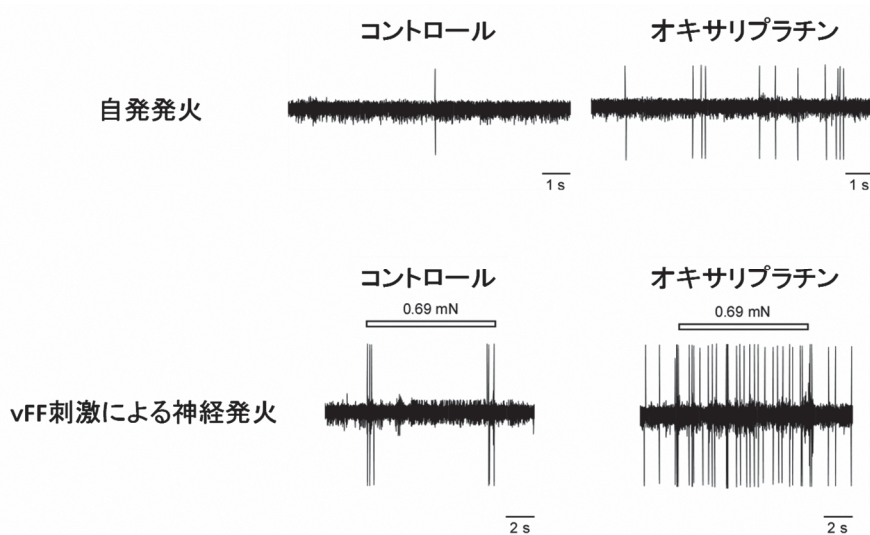 コントロール
オキサリプラチン
自発発火
1 s
1 s
コントロール
オキサリプラチン
0.69 mN
0.69 mN
vFF刺激による神経発火
2 s
2 s